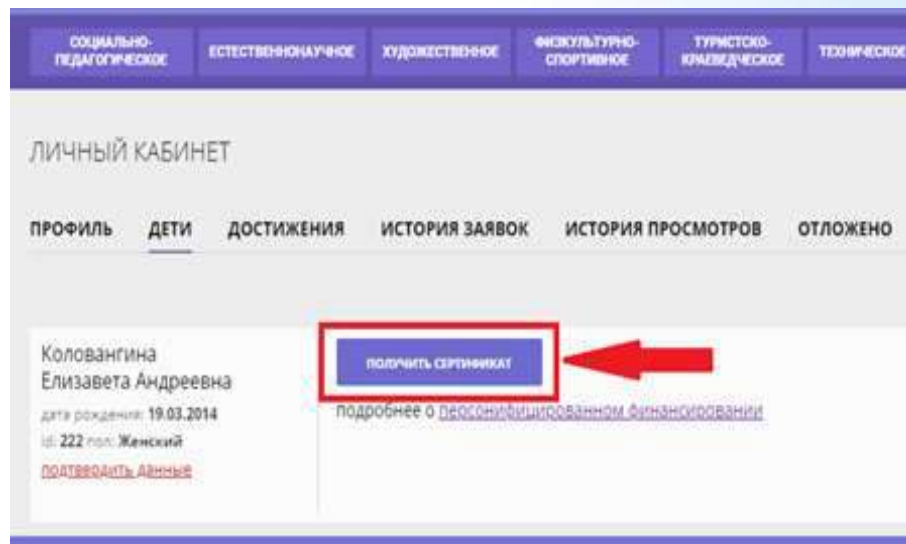 СОЦИАЛЬНО-
ПЕДАГОГИЧЕСКОЕ
ЕСТЕСТВЕННОНАУЧНОЕ
ХУДОЖЕСТВЕННОЕ
ФИЗКУЛЬТУРНО-
СПОРТИВНОЕ
ТУРИСТСКО-
КРАЕВЕДЧЕСКОЕ
ТЕХНИЧЕСКОЕ
ЛИЧНЫЙ КАБИНЕТ
ПРОФИЛЬ ДЕТИ ДОСТИЖЕНИЯ ИСТОРИЯ ЗАЯВОК ИСТОРИЯ ПРОСМОТРОВ ОТЛОЖЕНО
Коловангина
Елизавета Андреевна
дата рождения: 19.03.2014
id: 222 пол: Женский
подтвердить данные
ПОЛУЧИТЬ СЕРТИФИКАТ
подробнее о персонифицированном финансировании